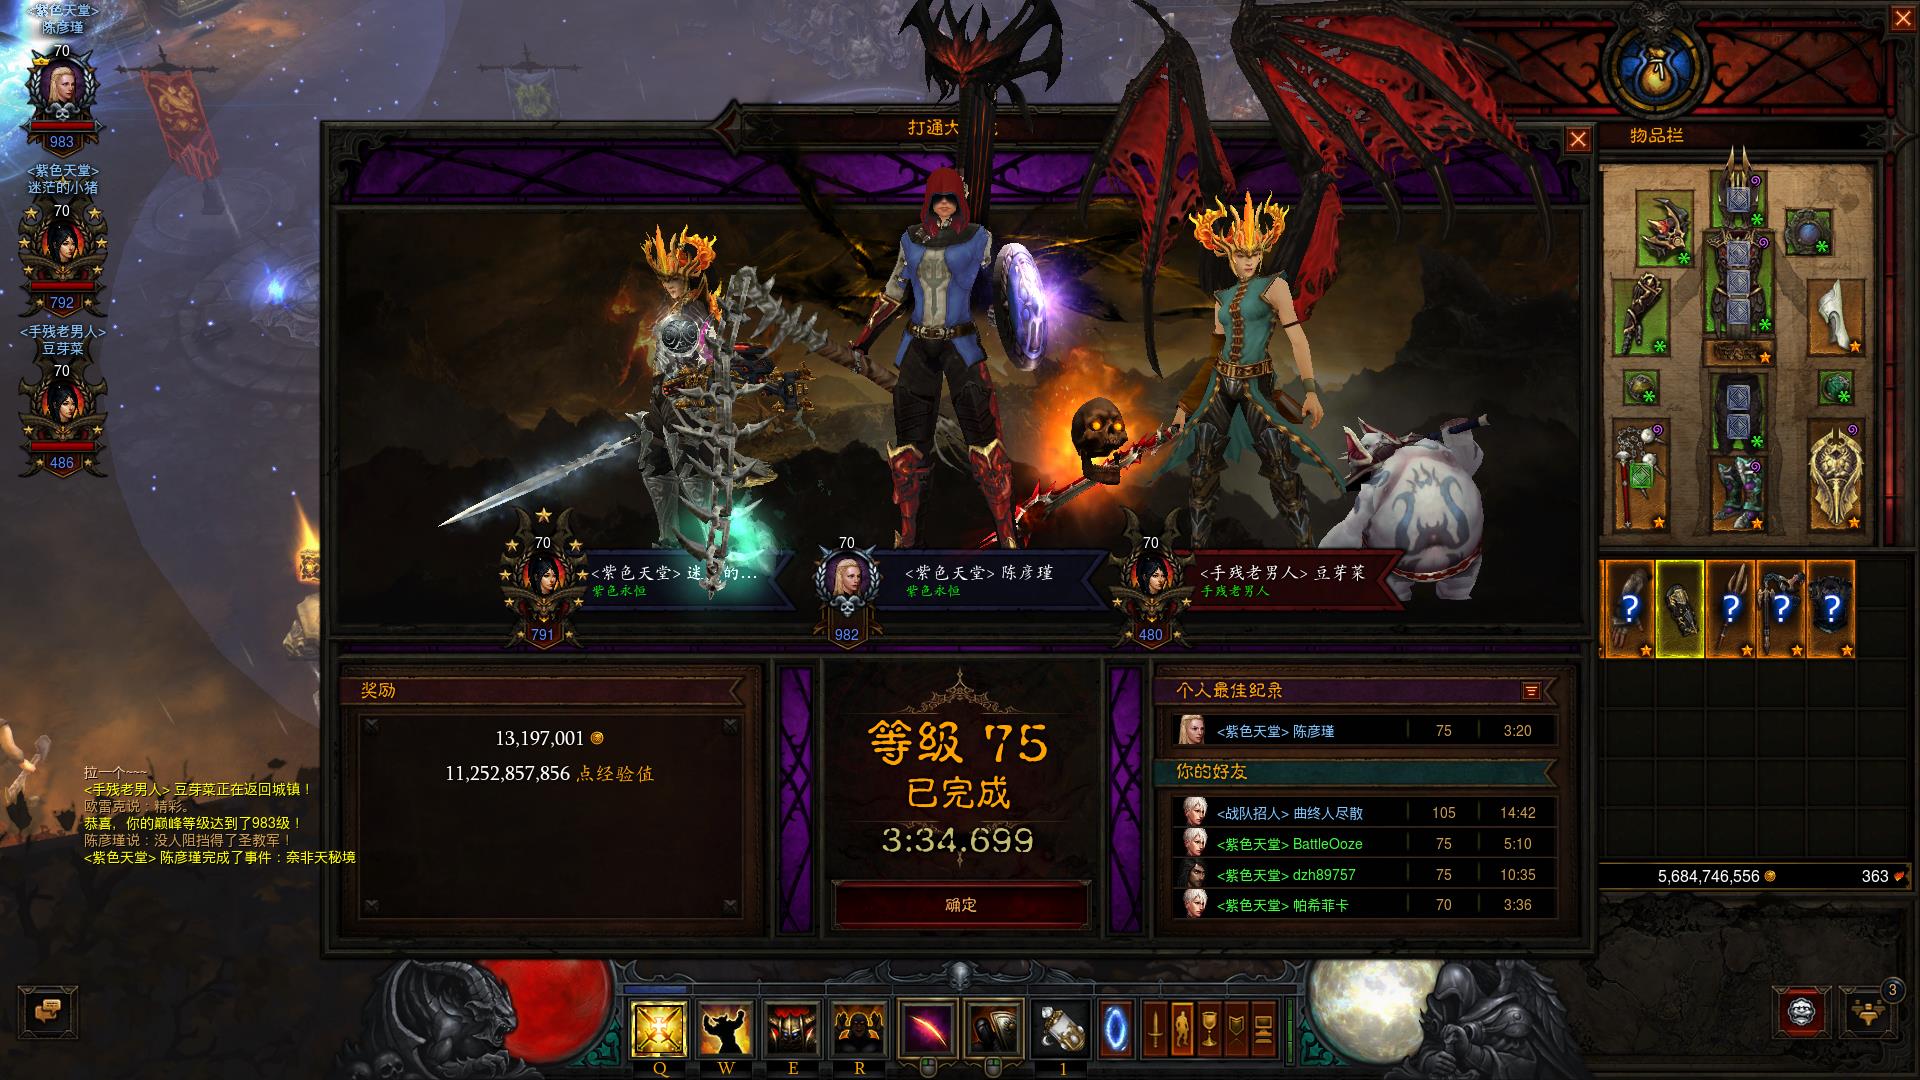 <紫色天堂>
陈彦瑾
70
983
<紫色天堂>
迷茫的小猪
70
792
<手残老男人>
豆芽菜
70
486
打通大
物品栏
70
<紫色天堂> 迷 的...
紫色永恒
791
70
<紫色天堂> 陈彦瑾
紫色永恒
982
70
<手残老男人> 豆芽菜
手残老男人
480
奖励
13,197,001
11,252,857,856 点经验值
等级 75
已完成
3:34.699
确定
个人最佳纪录
<紫色天堂> 陈彦瑾 75 3:20
你的好友
<战队招人> 曲终人尽散 105 14:42
<紫色天堂> BattleOoze 75 5:10
<紫色天堂> dzh89757 75 10:35
<紫色天堂> 帕希菲卡 70 3:36
拉一个~~~
<手残老男人> 豆芽菜正在返回城镇！
欧雷克说：精彩。
恭喜，你的巅峰等级达到了983级！
陈彦瑾说：没人阻挡得了圣教军！
<紫色天堂> 陈彦瑾完成了事件：奈非天秘境
? ? ? ?
5,684,746,556 363
3
Q W E R 1